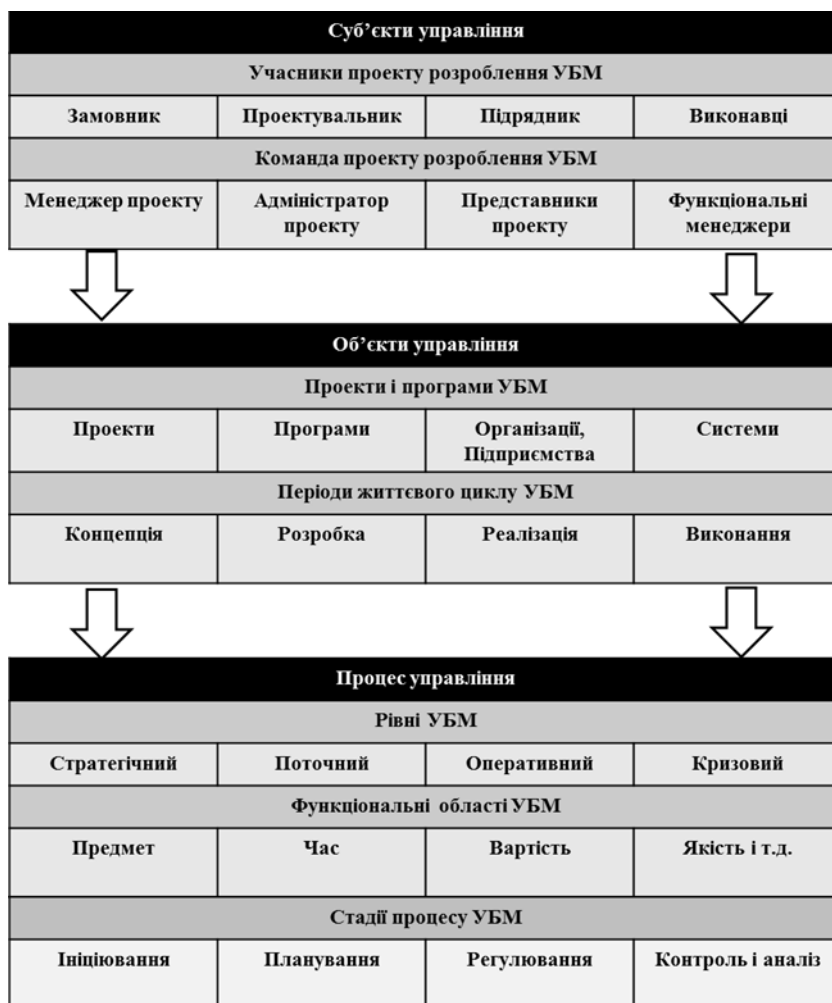 Суб’єкти управління
Учасники проекту розроблення УБМ
Замовник Проектувальник Підрядник Виконавці
Команда проекту розроблення УБМ
Менеджер проекту Адміністратор Представники Функціональні
проекту проекту менеджери
Об’єкти управління
Проекти і програми УБМ
Проекти Програми Організації, Системи
Підприємства
Періоди життєвого циклу УБМ
Концепція Розробка Реалізація Виконання
Процес управління
Рівні УБМ
Стратегічний Поточний Оперативний Кризовий
Функціональні області УБМ
Предмет Час Вартість Якість і т.д.
Стадії процесу УБМ
Ініціювання Планування Регулювання Контроль і аналіз